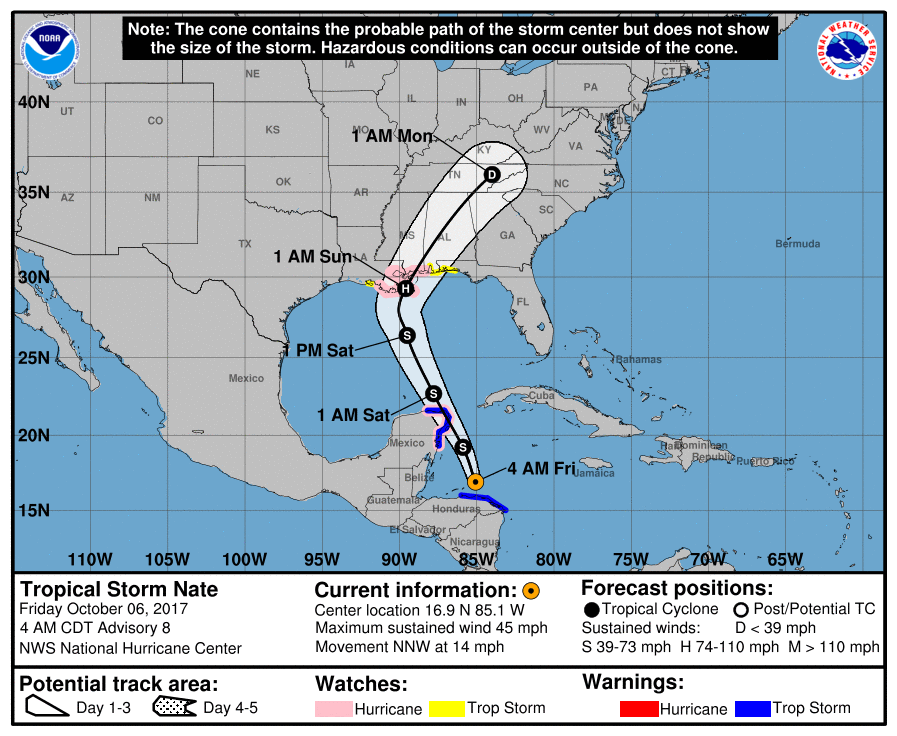 Note: The cone contains the probable path of the storm center but does not show
the size of the storm. Hazardous conditions can occur outside of the cone.
NOAA
NATIONAL WEATHER SERVICE
IA
NE
CT
PA
40N
IL
IN
OH
UT
CO
KS
MO
WV
DE
VA
1 AM Mon
KY
TN
35N
AZ
NM
OK
AR
NC
SC
D
TX
MS
AL
GA
LA
Bermuda
1 AM Sun
30N
H
FL
1 PM Sat
S
25N
Bahamas
Mexico
S
Cuba
1 AM Sat
20N
Mexico
S
Haiti
Dominican
Republic
Puerto Rico
4 AM Fri
Jamaica
Belize
Guatemala
Honduras
15N
El Salvador
Nicaragua
110W 100W 95W 90W 85W 80W 75W 70W 65W
Tropical Storm Nate
Friday October 06, 2017
4 AM CDT Advisory 8
NWS National Hurricane Center
Current information:
Center location 16.9 N 85.1 W
Maximum sustained wind 45 mph
Movement NNW at 14 mph
Forecast positions:
Tropical Cyclone Post/Potential TC
Sustained winds: D < 39 mph
S 39-73 mph H 74-110 mph M > 110 mph
Potential track area:
Day 1-3 Day 4-5
Watches:
Hurricane Trop Storm
Warnings:
Hurricane Trop Storm